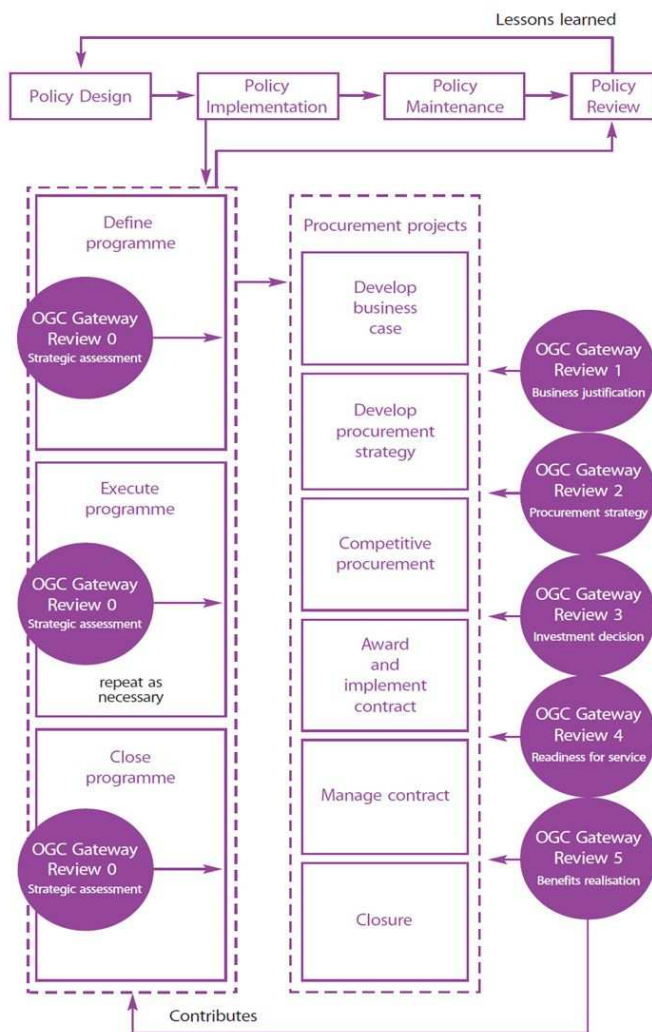 Lessons learned
Policy Design
Policy
Implementation
Policy
Maintenance
Policy
Review
Define
programme
OGC Gateway
Review 0
Strategic assessment
Execute
programme
OGC Gateway
Review 0
Strategic assessment
repeat as
necessary
Close
programme
OGC Gateway
Review 0
Strategic assessment
Procurement projects
Develop
business
case
Develop
procurement
strategy
Competitive
procurement
Award
and
implement
contract
Manage contract
Closure
OGC Gateway
Review 1
Business justification
OGC Gateway
Review 2
Procurement strategy
OGC Gateway
Review 3
Investment decision
OGC Gateway
Review 4
Readiness for service
OGC Gateway
Review 5
Benefits realisation
Contributes